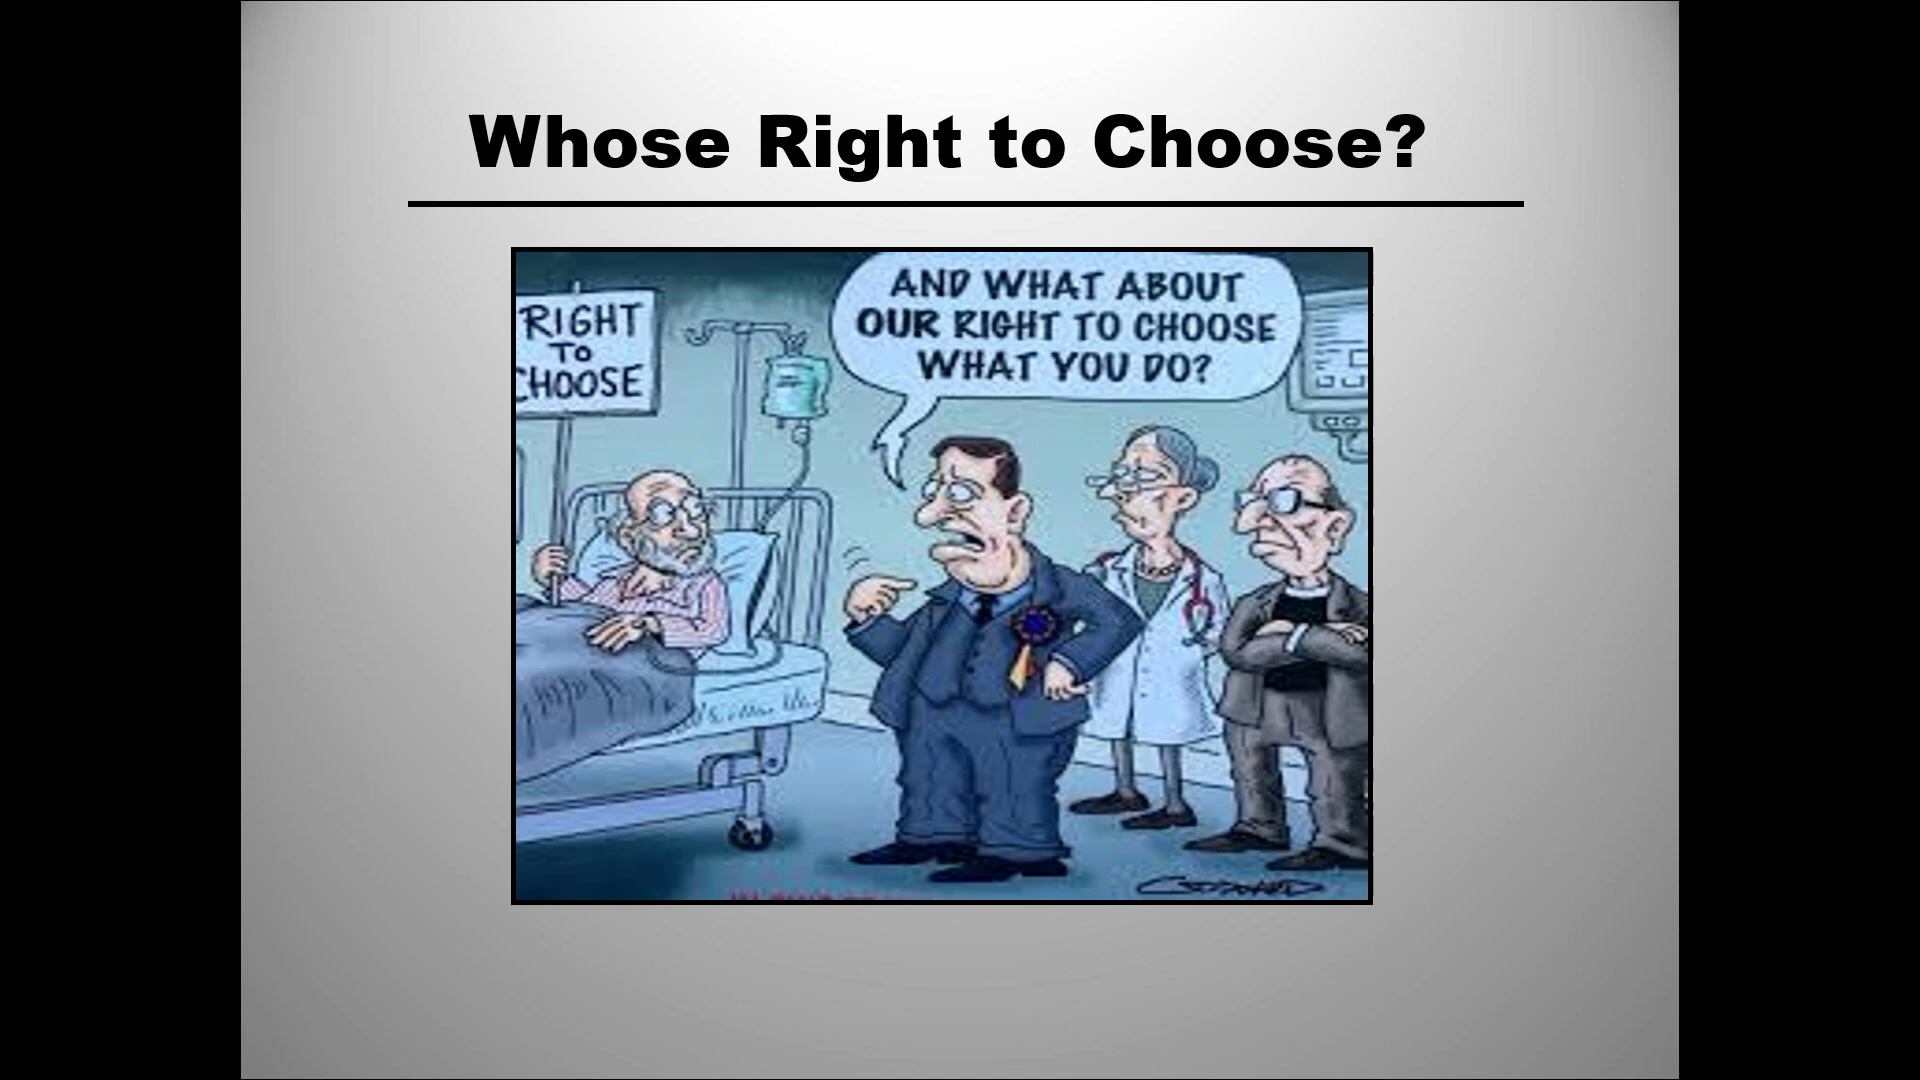 Whose Right to Choose?
RIGHT
TO
CHOOSE
AND WHAT ABOUT
OUR RIGHT TO CHOOSE
WHAT YOU DO?